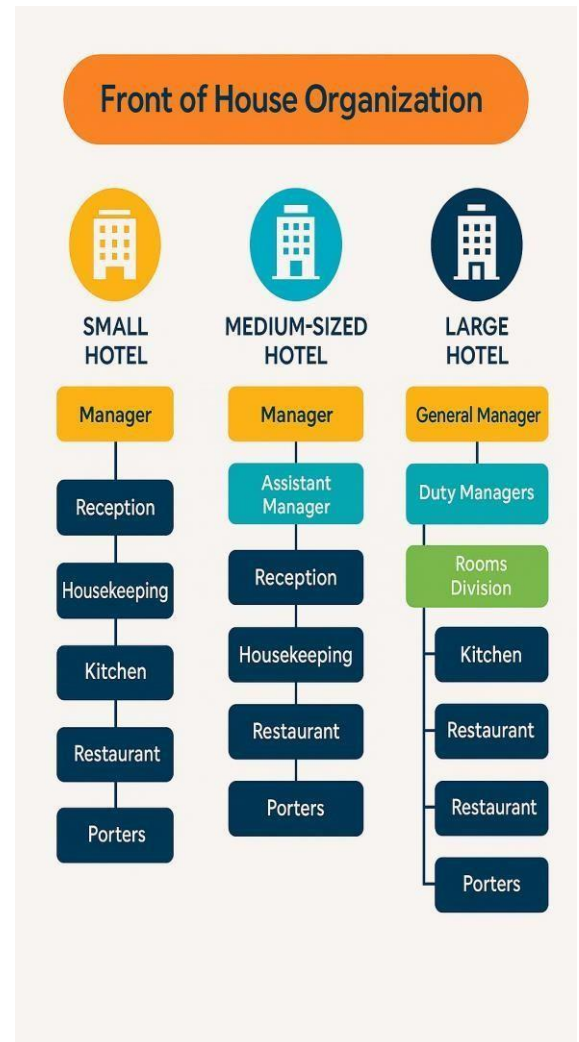 Front of House Organization
SMALL
HOTEL
Manager
Reception
Housekeeping
Kitchen
Restaurant
Porters
MEDIUM-SIZED
HOTEL
Manager
Assistant
Manager
Reception
Housekeeping
Restaurant
Porters
LARGE
HOTEL
General Manager
Duty Managers
Rooms
Division
Kitchen
Restaurant
Restaurant
Porters